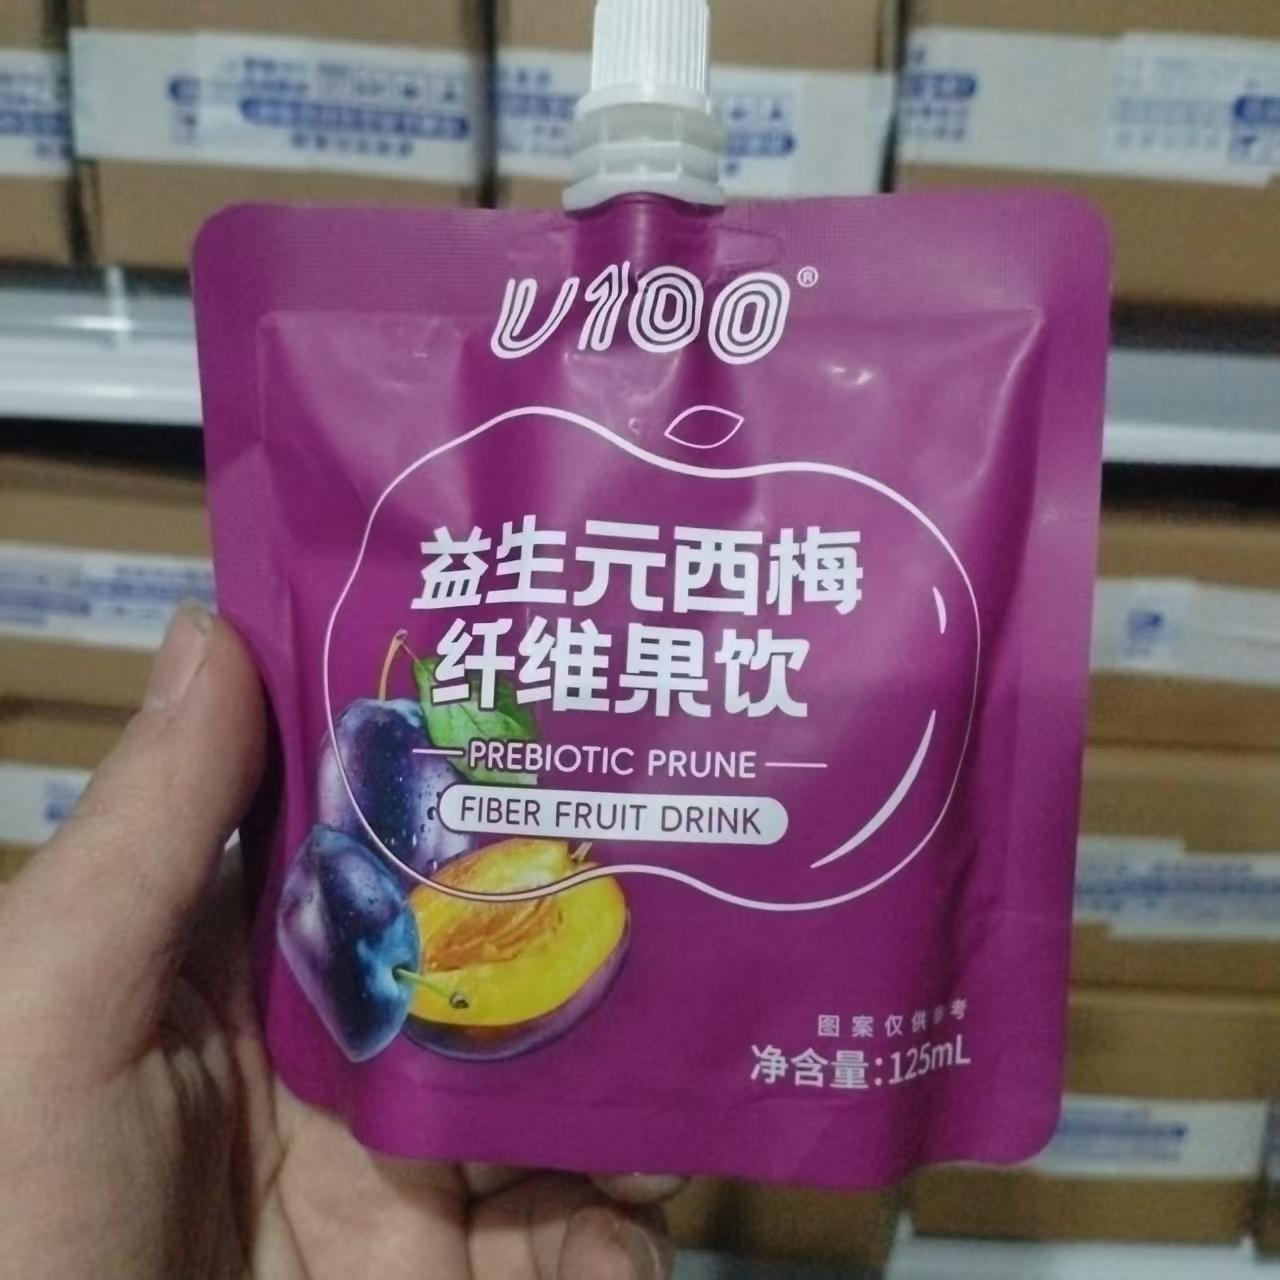 V100®
益生元西梅
纤维果饮
PREBIOTIC PRUNE
FIBER FRUIT DRINK
图案仅供参考
净含量:125mL